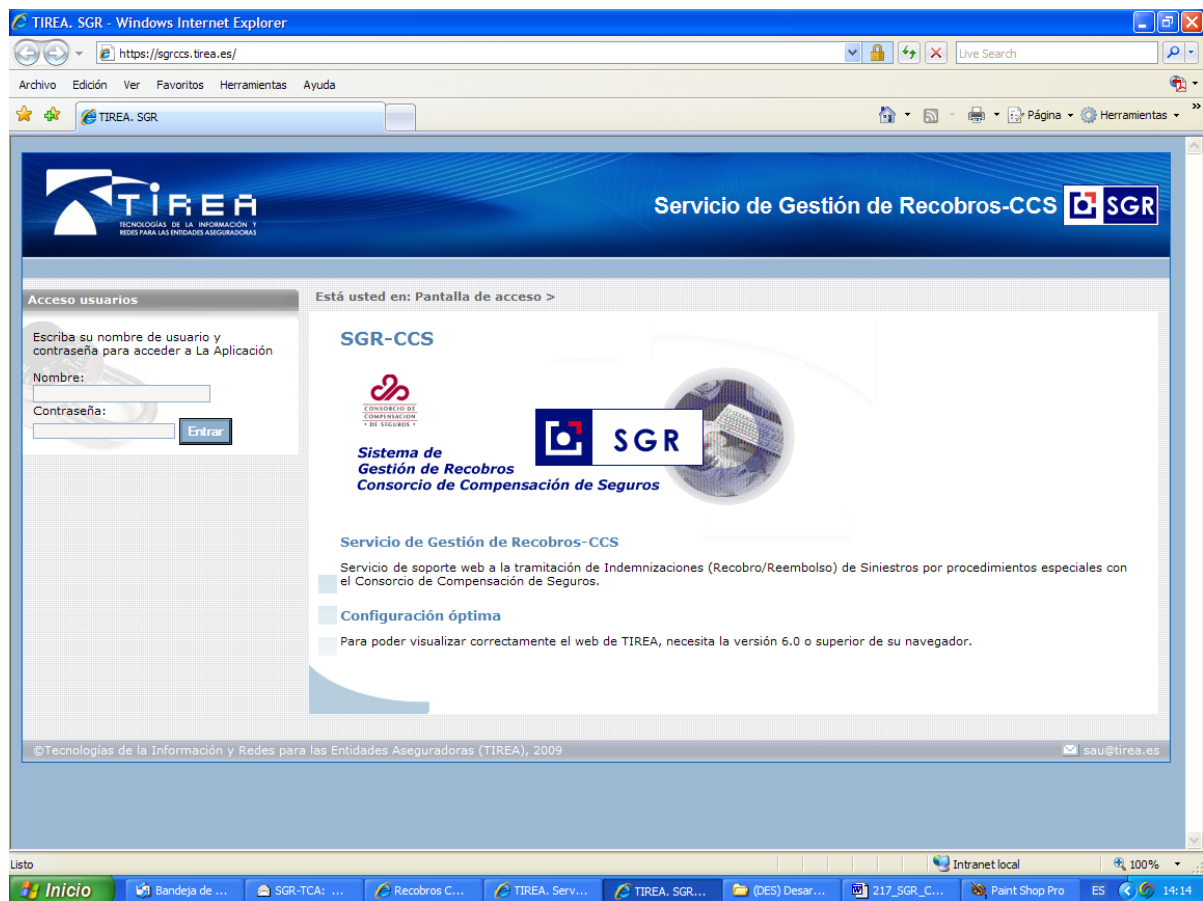 TIREA. SGR - Windows Internet Explorer
https://sgrccs.tirea.es/
Live Search
Archivo Edición Ver Favoritos Herramientas Ayuda
TIREA. SGR
Página
Herramientas
TIREA
TECNOLOGÍAS DE LA INFORMACIÓN Y
REDES PARA LAS ENTIDADES ASEGURADORAS
Servicio de Gestión de Recobros-CCS
SGR
Acceso usuarios
Escriba su nombre de usuario y
contraseña para acceder a La Aplicación
Nombre:
Contraseña:
Entrar
Está usted en: Pantalla de acceso >
SGR-CCS
CONSORCIO DE
COMPENSACION
• DE SEGUROS •
SGR
Sistema de
Gestión de Recobros
Consorcio de Compensación de Seguros
Servicio de Gestión de Recobros-CCS
Servicio de soporte web a la tramitación de Indemnizaciones (Recobro/Reembolso) de Siniestros por procedimientos especiales con
el Consorcio de Compensación de Seguros.
Configuración óptima
Para poder visualizar correctamente el web de TIREA, necesita la versión 6.0 o superior de su navegador.
©Tecnologías de la Información y Redes para las Entidades Aseguradoras (TIREA), 2009
sau@tirea.es
Listo
Intranet local
100%
Inicio
Bandeja de ...
SGR-TCA: ...
Recobros C...
TIREA. Serv...
TIREA. SGR...
(DES) Desar...
217_SGR_C...
Paint Shop Pro
ES
14:14